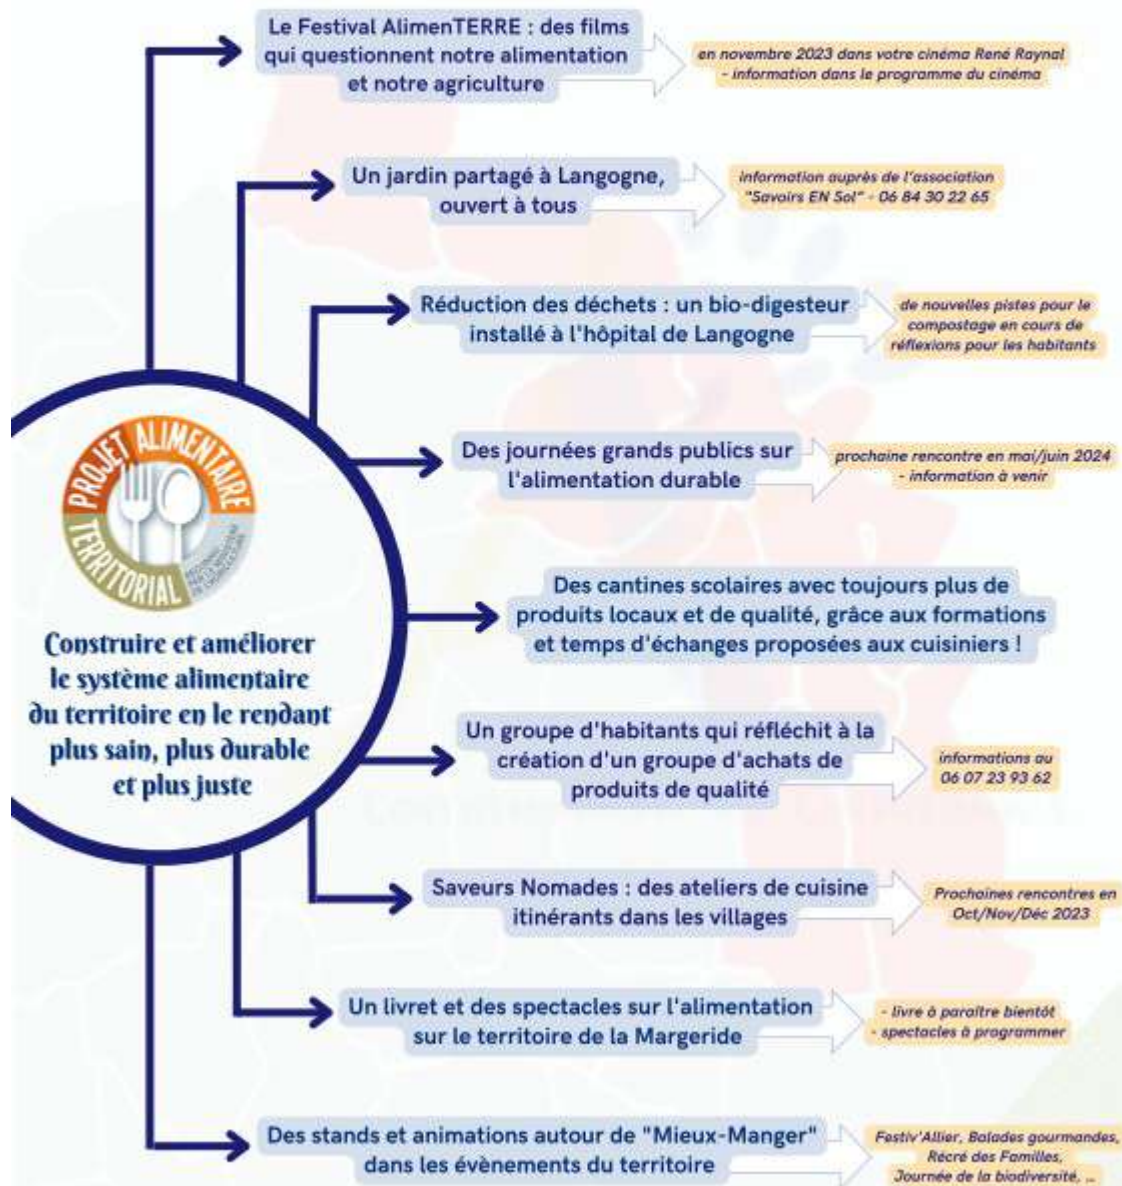 Le Festival AlimenTERRE : des films
qui questionnent notre alimentation
et notre agriculture
en novembre 2023 dans votre cinéma René Raynal
- information dans le programme du cinéma
Un jardin partagé à Langogne,
ouvert à tous
information auprès de l'association
"Savoirs EN Sol" - 06 84 30 22 65
Réduction des déchets : un bio-digesteur
installé à l'hôpital de Langogne
de nouvelles pistes pour le
compostage en cours de
réflexions pour les habitants
Des journées grands publics sur
l'alimentation durable
prochaine rencontre en mai/juin 2024
- information à venir
PROJET ALIMENTAIRE
TERRITORIAL
Construire et améliorer
le système alimentaire
du territoire en le rendant
plus sain, plus durable
et plus juste
Des cantines scolaires avec toujours plus de
produits locaux et de qualité, grâce aux formations
et temps d'échanges proposées aux cuisiniers !
Un groupe d'habitants qui réfléchit à la
création d'un groupe d'achats de
produits de qualité
informations au
06 07 23 93 62
Saveurs Nomades : des ateliers de cuisine
itinérants dans les villages
Prochaines rencontres en
Oct/Nov/Déc 2023
Un livret et des spectacles sur l'alimentation
sur le territoire de la Margeride
- livre à paraître bientôt
- spectacles à programmer
Des stands et animations autour de "Mieux-Manger"
dans les évènements du territoire
Festiv'Allier, Balades gourmandes,
Récré des Familles,
Journée de la biodiversité, ...